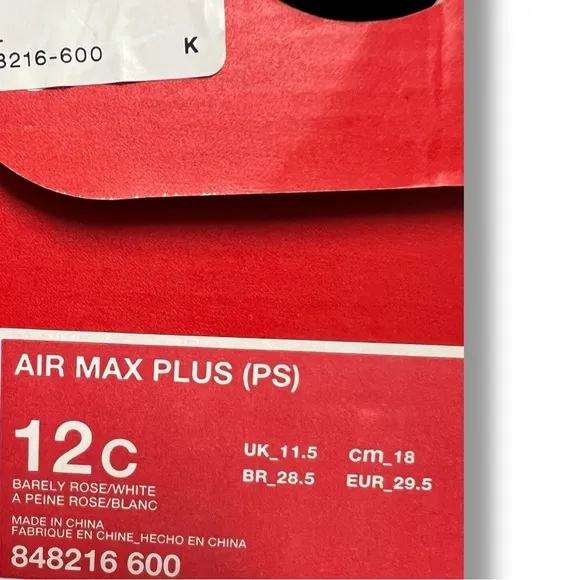 8216-600
K
AIR MAX PLUS (PS)
12C
UK_11.5 cm_18
BR_28.5 EUR_29.5
BARELY ROSE/WHITE
A PEINE ROSE/BLANC
MADE IN CHINA
FABRIQUE EN CHINE_HECHO EN CHINA
848216 600